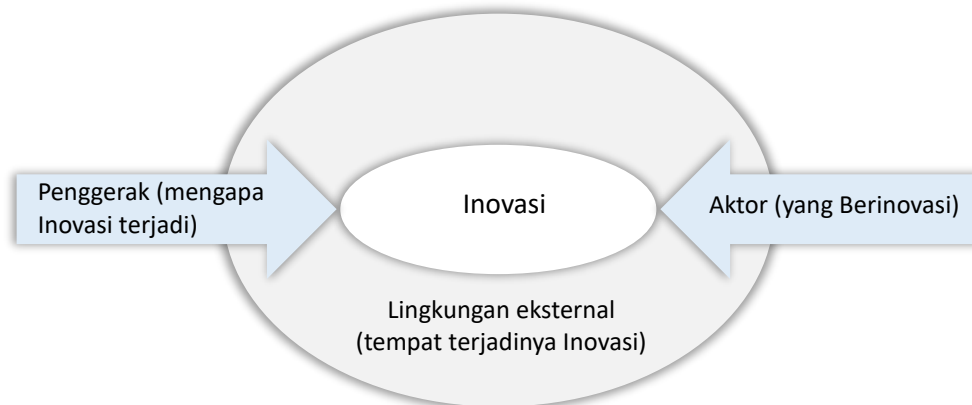 Penggerak (mengapa
Inovasi terjadi)
Inovasi
Aktor (yang Berinovasi)
Lingkungan eksternal
(tempat terjadinya Inovasi)